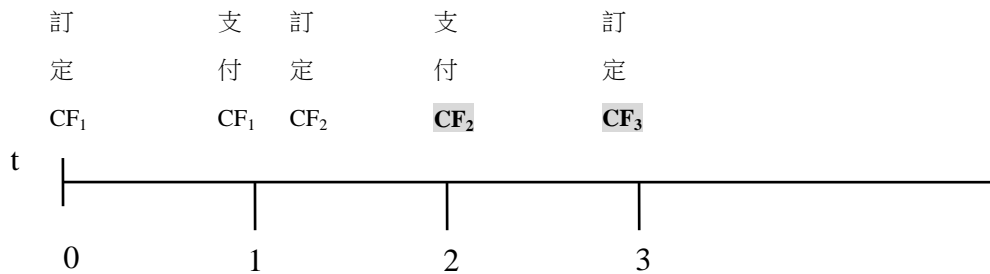 訂 支 訂 支 訂
定 付 定 付 定
CF₁ CF₁ CF₂ CF₂ CF₃
t
0 1 2 3